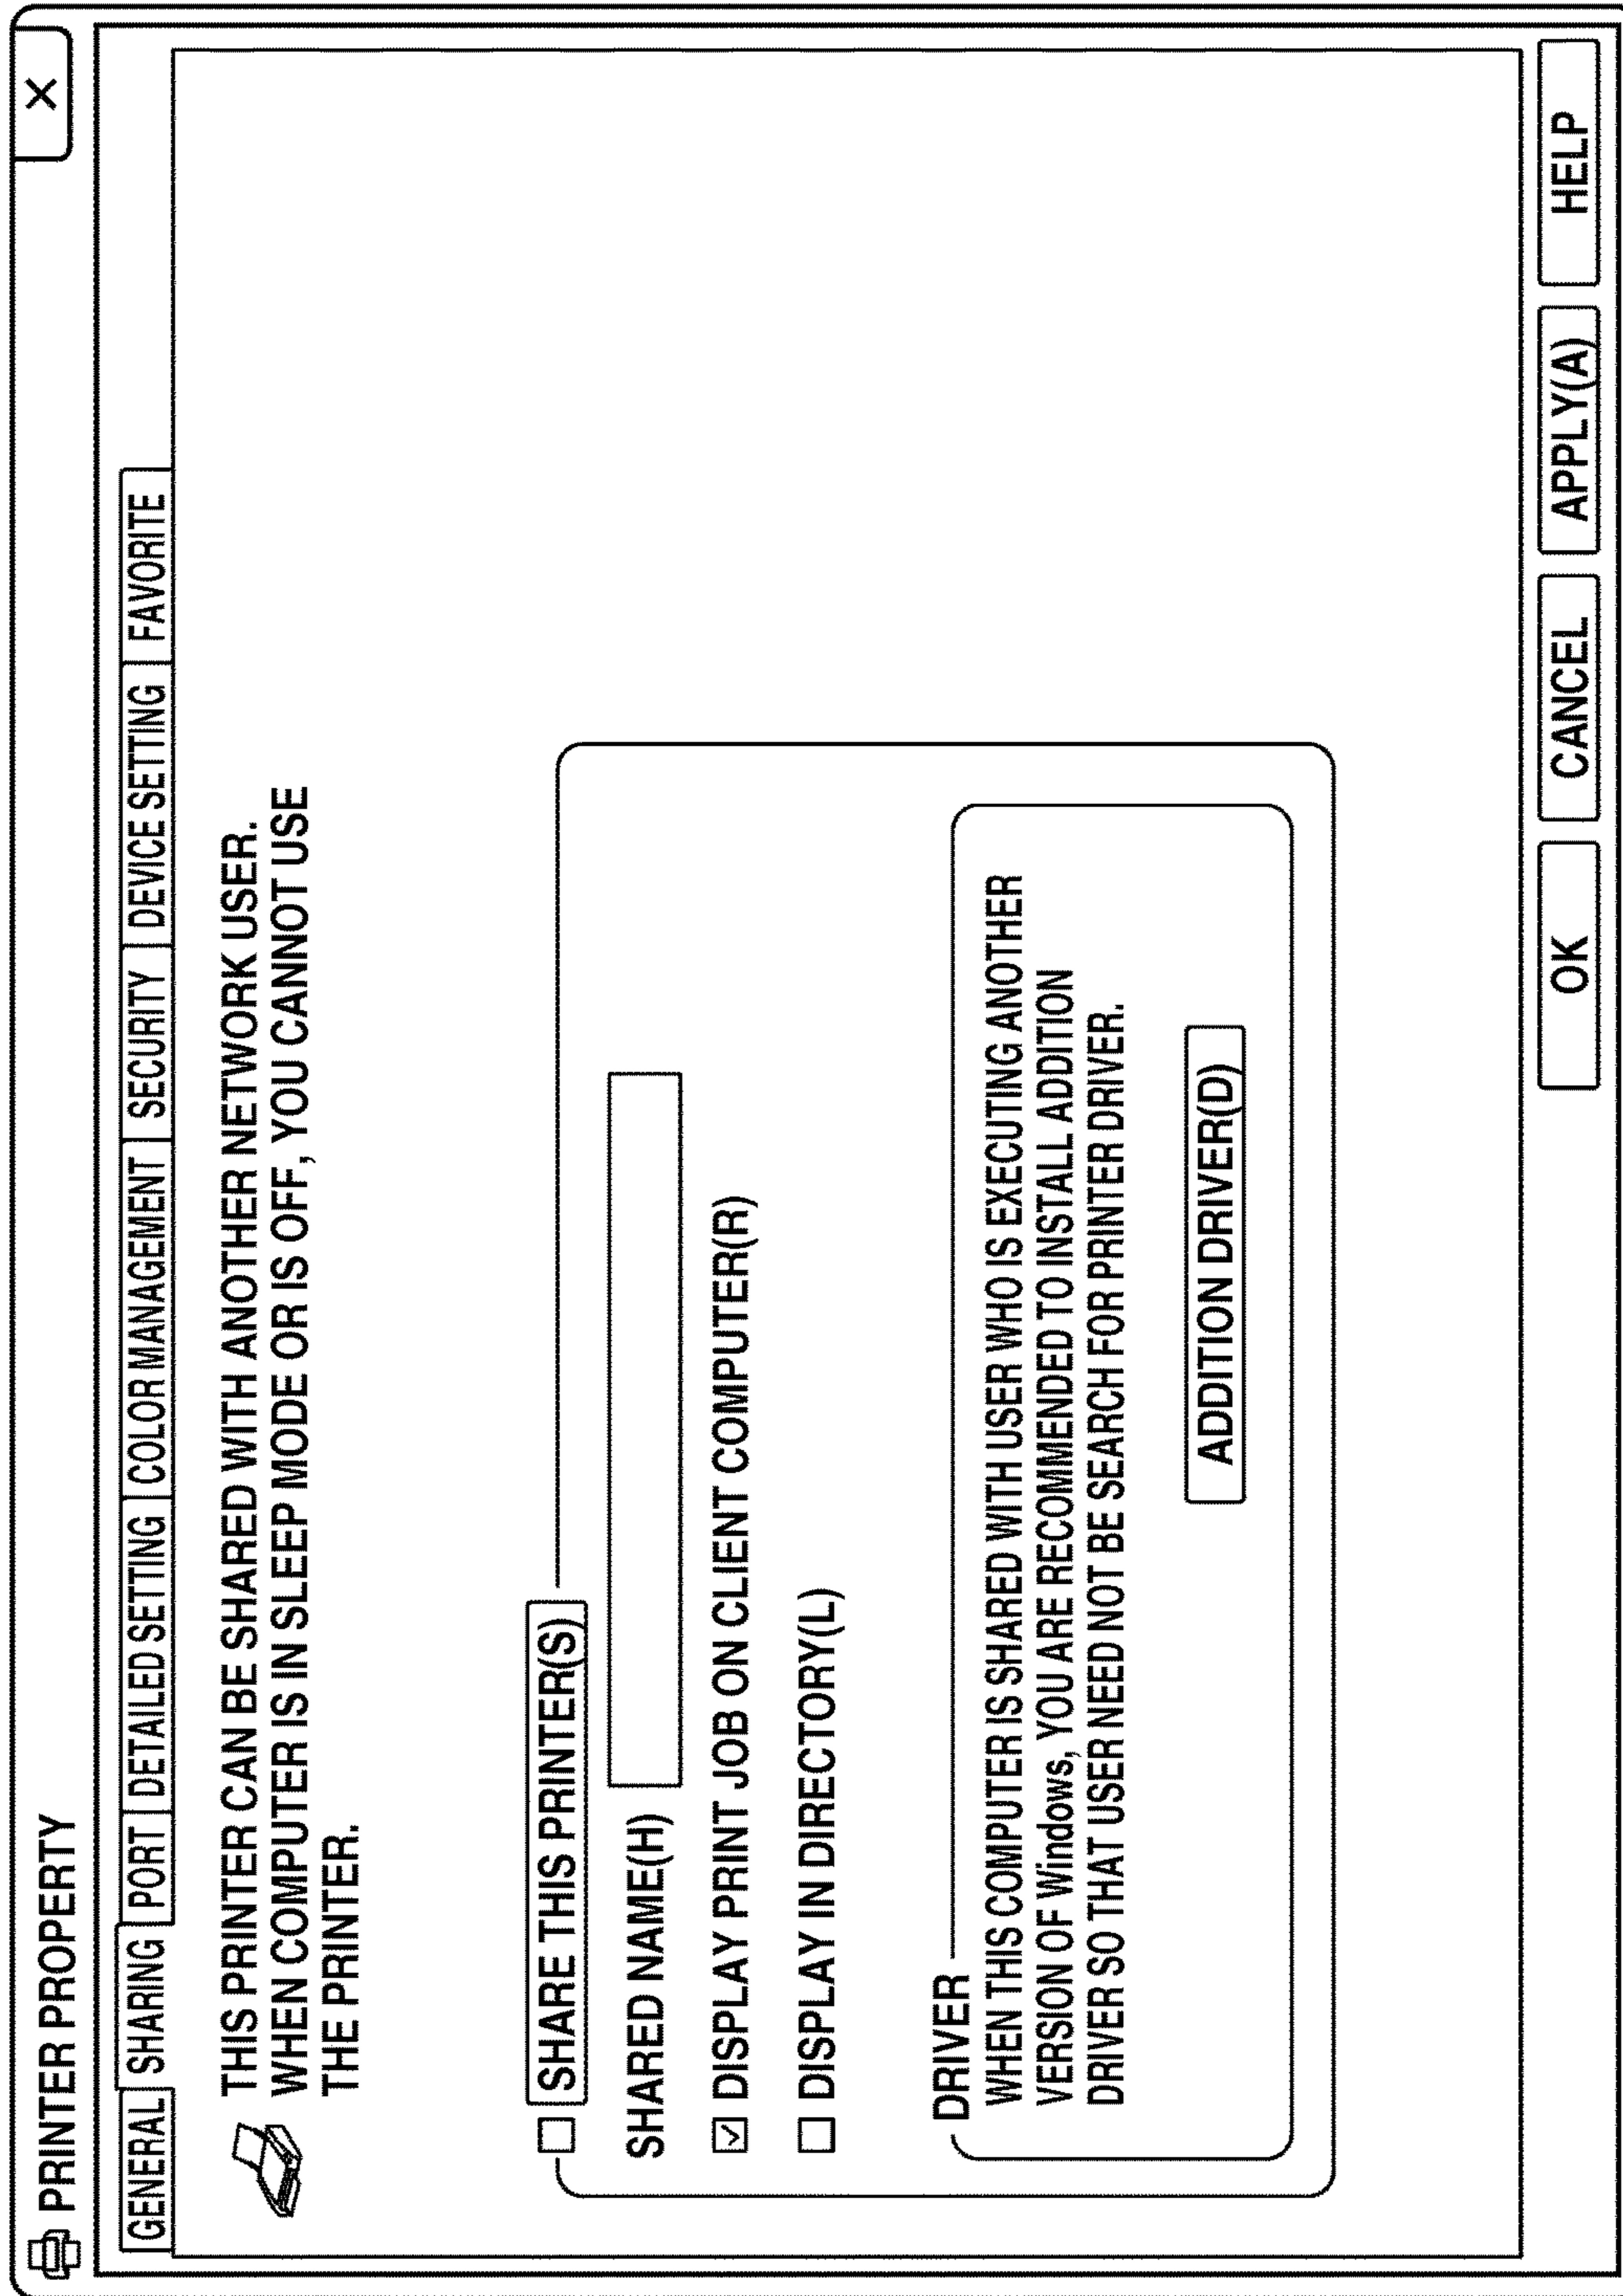 PRINTER PROPERTY
×
GENERAL SHARING PORT DETAILED SETTING COLOR MANAGEMENT SECURITY DEVICE SETTING FAVORITE
THIS PRINTER CAN BE SHARED WITH ANOTHER NETWORK USER.
WHEN COMPUTER IS IN SLEEP MODE OR IS OFF, YOU CANNOT USE
THE PRINTER.
SHARE THIS PRINTER(S)
SHARED NAME(H)
DISPLAY PRINT JOB ON CLIENT COMPUTER(R)
DISPLAY IN DIRECTORY(L)
DRIVER
WHEN THIS COMPUTER IS SHARED WITH USER WHO IS EXECUTING ANOTHER
VERSION OF Windows, YOU ARE RECOMMENDED TO INSTALL ADDITION
DRIVER SO THAT USER NEED NOT BE SEARCH FOR PRINTER DRIVER.
ADDITION DRIVER(D)
OK CANCEL APPLY(A) HELP